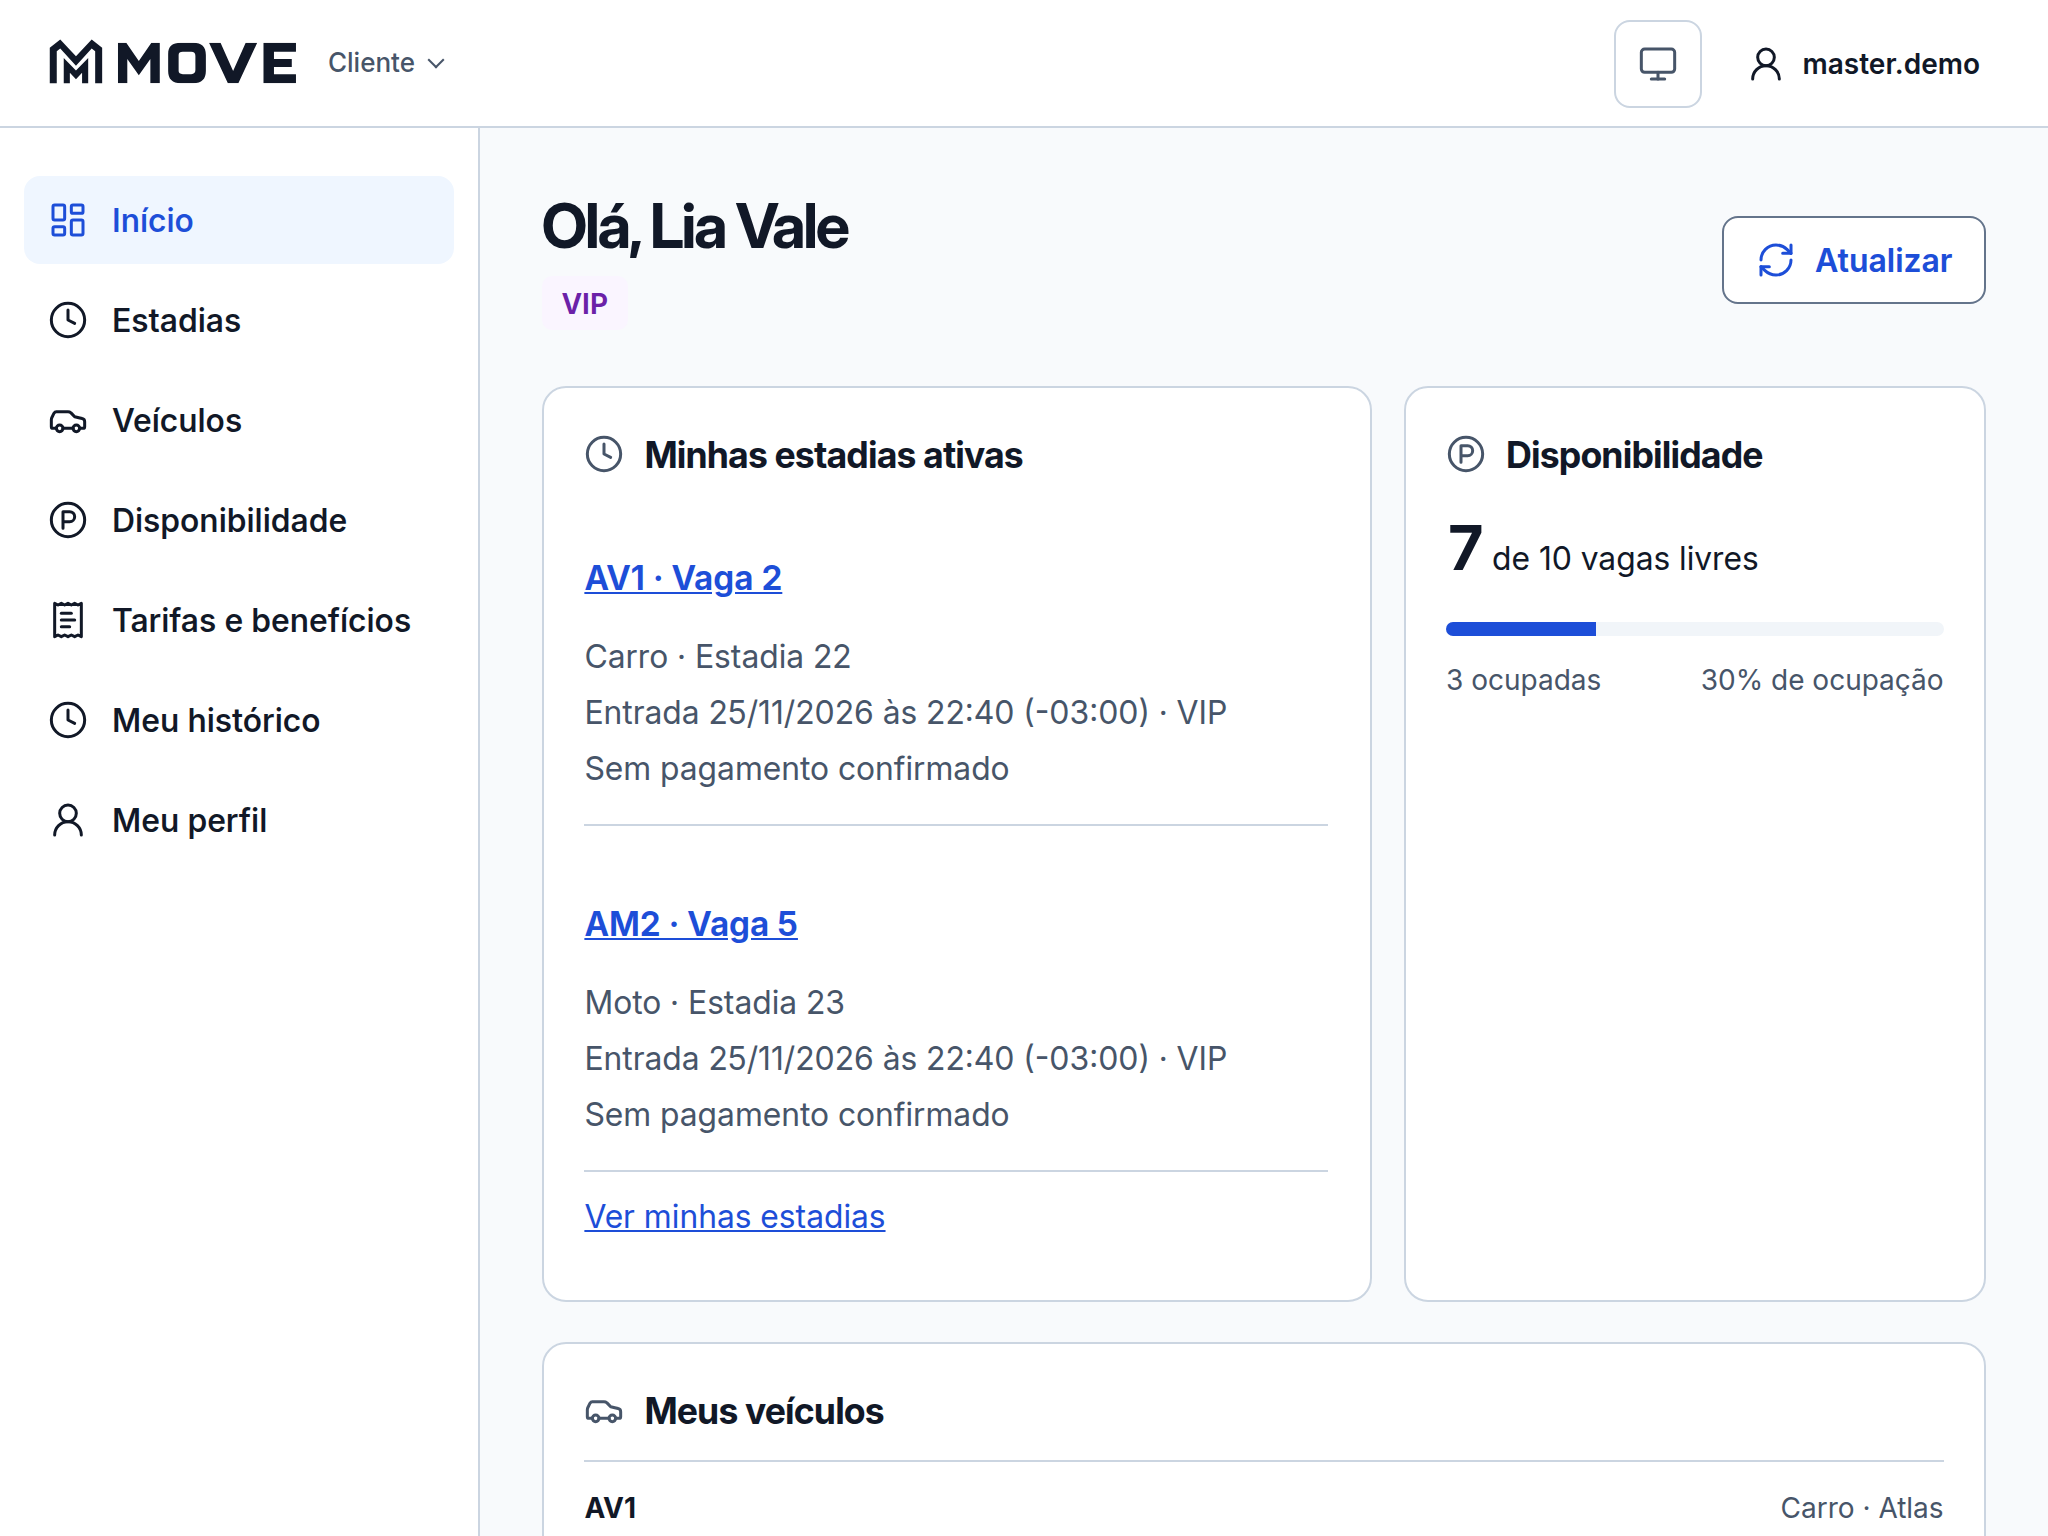 MOVE
Cliente
master.demo
Início
Estadias
Veículos
Disponibilidade
Tarifas e benefícios
Meu histórico
Meu perfil
Olá, Lia Vale
VIP
Atualizar
Minhas estadias ativas
AV1 · Vaga 2
Carro · Estadia 22
Entrada 25/11/2026 às 22:40 (-03:00) · VIP
Sem pagamento confirmado
AM2 · Vaga 5
Moto · Estadia 23
Entrada 25/11/2026 às 22:40 (-03:00) · VIP
Sem pagamento confirmado
Ver minhas estadias
Disponibilidade
7 de 10 vagas livres
3 ocupadas
30% de ocupação
Meus veículos
AV1
Carro · Atlas